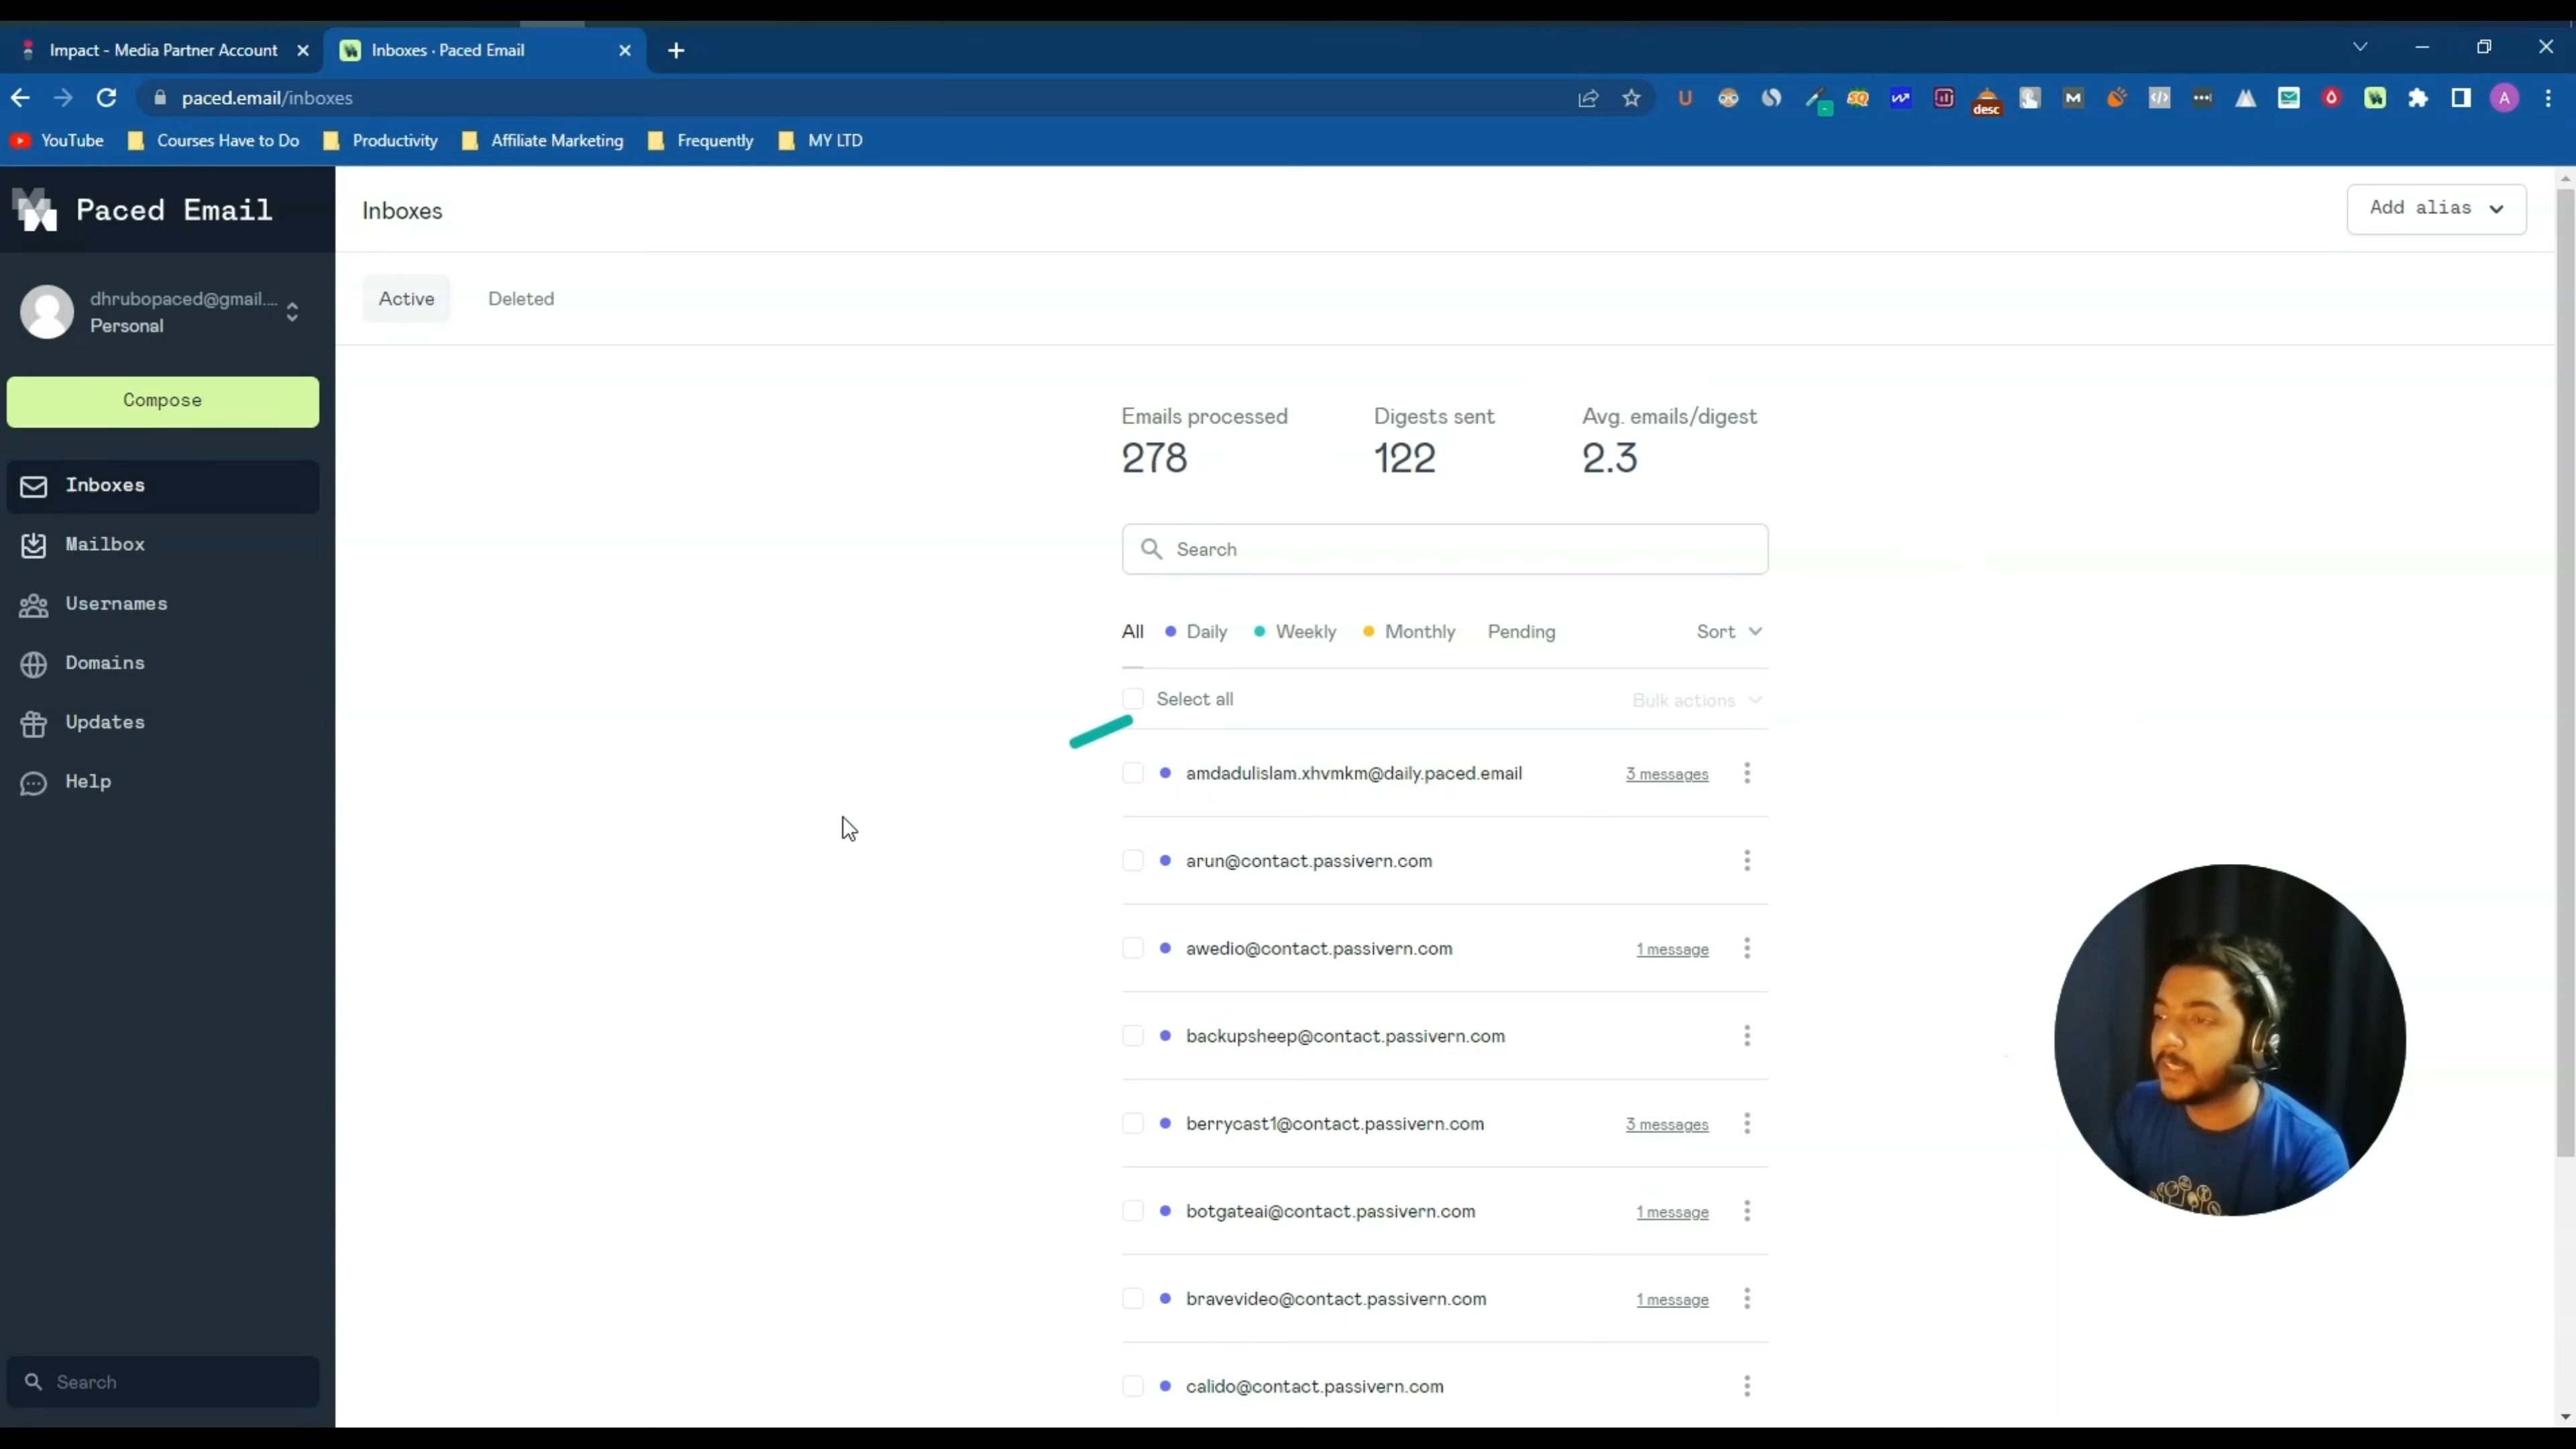 Impact - Media Partner Account
Inboxes · Paced Email
paced.email/inboxes
desc
YouTube
Courses Have to Do
Productivity
Affiliate Marketing
Frequently
MY LTD
Paced Email
Inboxes
Add alias
dhrubopaced@gmail....
Personal
Active
Deleted
Compose
Inboxes
Mailbox
Usernames
Domains
Updates
Help
Search
Emails processed
278
Digests sent
122
Avg. emails/digest
2.3
Search
All
Daily
Weekly
Monthly
Pending
Sort
Select all
Bulk actions
amdadulislam.xhvmkm@daily.paced.email
3 messages
arun@contact.passivern.com
awedio@contact.passivern.com
1 message
backupsheep@contact.passivern.com
berrycast1@contact.passivern.com
3 messages
botgateai@contact.passivern.com
1 message
bravevideo@contact.passivern.com
1 message
calido@contact.passivern.com